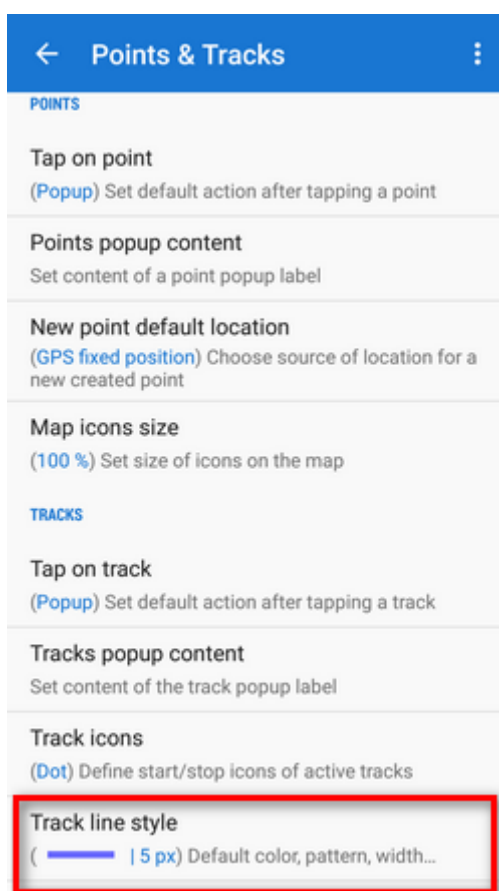 Points & Tracks
POINTS
Tap on point
(Popup) Set default action after tapping a point
Points popup content
Set content of a point popup label
New point default location
(GPS fixed position) Choose source of location for a
new created point
Map icons size
(100 %) Set size of icons on the map
TRACKS
Tap on track
(Popup) Set default action after tapping a track
Tracks popup content
Set content of the track popup label
Track icons
(Dot) Define start/stop icons of active tracks
Track line style
( | 5 px) Default color, pattern, width...